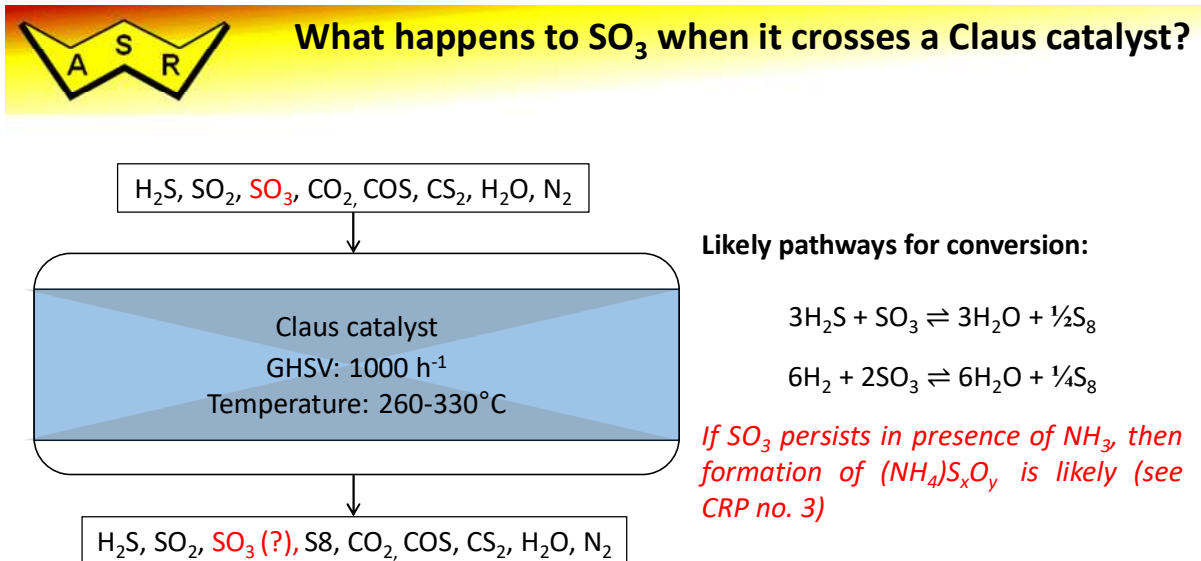 A S R
What happens to SO₃ when it crosses a Claus catalyst?
H₂S, SO₂, SO₃, CO₂, COS, CS₂, H₂O, N₂
Claus catalyst
GHSV: 1000 h⁻¹
Temperature: 260-330°C
H₂S, SO₂, SO₃ (?), S8, CO₂, COS, CS₂, H₂O, N₂
Likely pathways for conversion:
3H₂S + SO₃ ⇌ 3H₂O + ½S₈
6H₂ + 2SO₃ ⇌ 6H₂O + ¼S₈
If SO₃ persists in presence of NH₃, then
formation of (NH₄)SₓOᵧ is likely (see
CRP no. 3)